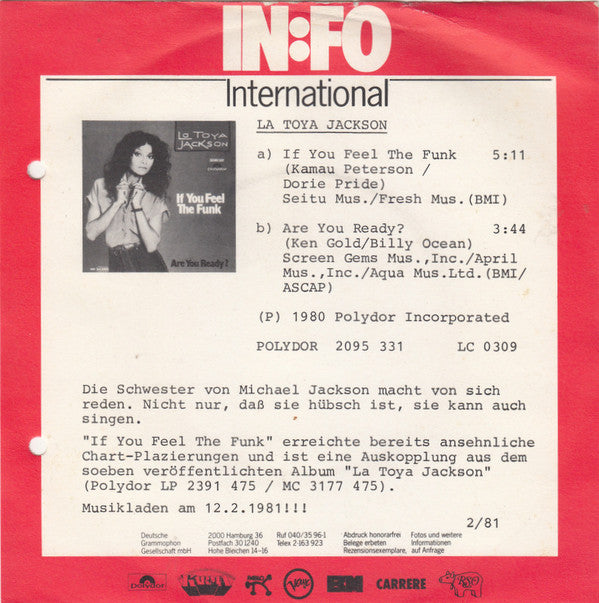 IN:FO
International
LA TOYA JACKSON
La Toya
JACKSON
If You Feel
The Funk
Are You Ready?
a) If You Feel The Funk 5:11
(Kamau Peterson /
Dorie Pride)
Seitu Mus./Fresh Mus.(BMI)
b) Are You Ready? 3:44
(Ken Gold/Billy Ocean)
Screen Gems Mus.,Inc./April
Mus.,Inc./Aqua Mus.Ltd.(BMI/
ASCAP)
(P) 1980 Polydor Incorporated
POLYDOR 2095 331 LC 0309
Die Schwester von Michael Jackson macht von sich
reden. Nicht nur, daß sie hübsch ist, sie kann auch
singen.
"If You Feel The Funk" erreichte bereits ansehnliche
Chart-Plazierungen und ist eine Auskopplung aus dem
soeben veröffentlichten Album "La Toya Jackson"
(Polydor LP 2391 475 / MC 3177 475).
Musikladen am 12.2.1981!!!
2/81
Deutsche 2000 Hamburg 36 Ruf 040/35 96-1 Abdruck honorarfrei Fotos und weitere
Grammophon Postfach 30 1240 Telex 2-163 923 Belege erbeten Informationen
Gesellschaft mbH Hohe Bleichen 14-16 Rezensionsexemplare, auf Anfrage
Polydor Verve CARRERE RSO